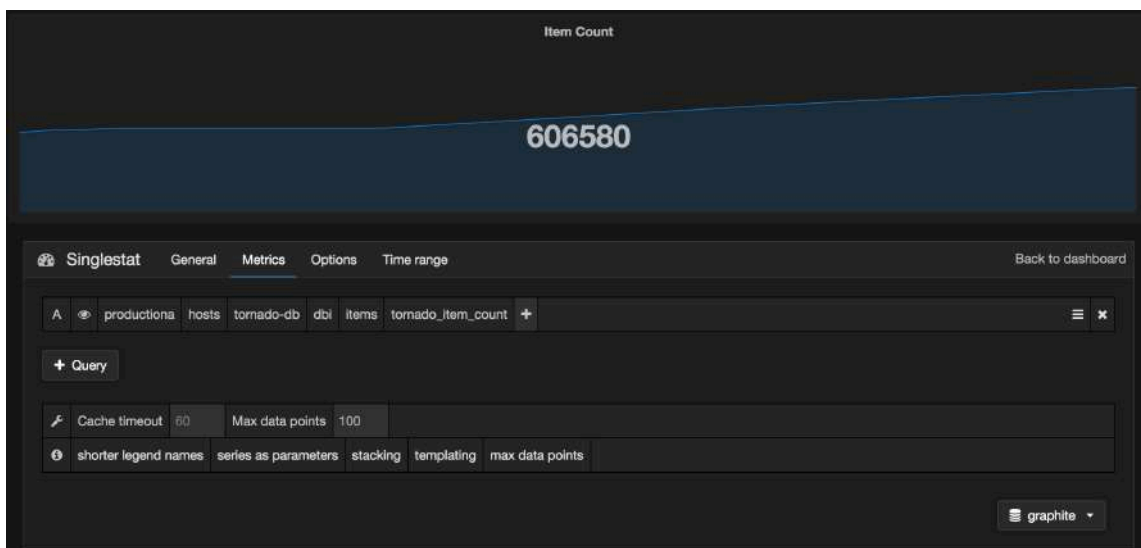 Item Count
606580
Singlestat General Metrics Options Time range Back to dashboard
A productiona hosts tornado-db dbi items tornado_item_count +
+ Query
Cache timeout 60 Max data points 100
shorter legend names series as parameters stacking templating max data points
graphite